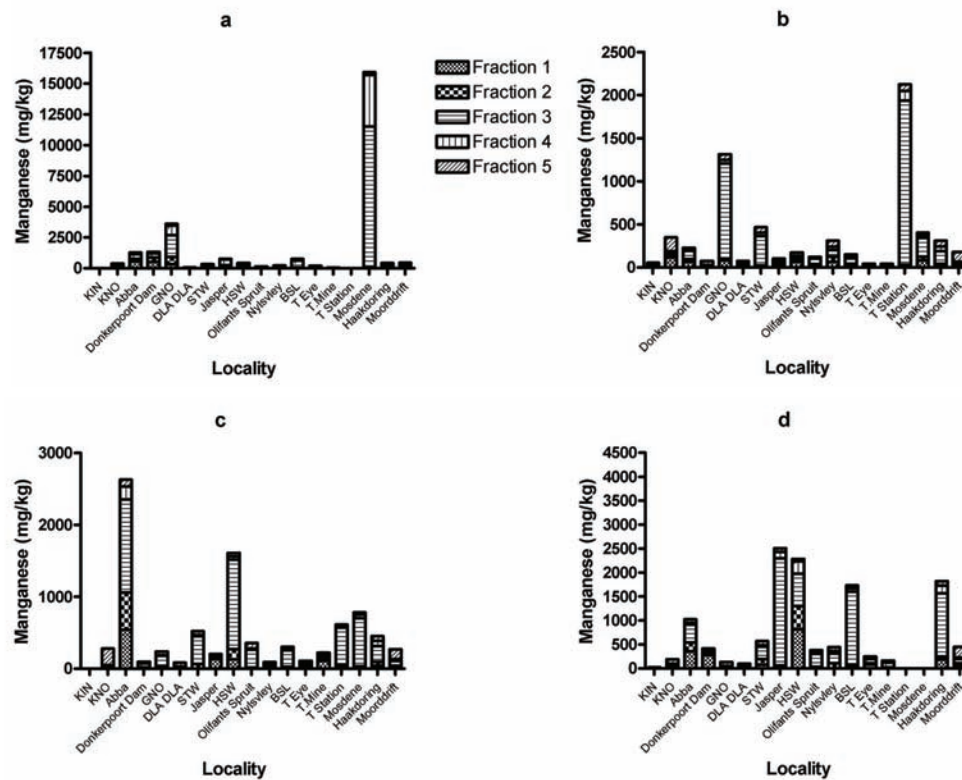 a
Manganese (mg/kg)
17500
15000
12500
10000
7500
5000
2500
0
KIN
KNO
Abba
Donkerpoort Dam
GNO
DLA DLA
STW
Jasper
HSW
Olifants Spruit
Nylsvley
BSL
T Eye
T.Mine
T Station
Mosdene
Haakdoring
Moorddrift
Locality
Fraction 1
Fraction 2
Fraction 3
Fraction 4
Fraction 5
b
Manganese (mg/kg)
2500
2000
1500
1000
500
0
KIN
KNO
Abba
Donkerpoort Dam
GNO
DLA DLA
STW
Jasper
HSW
Olifants Spruit
Nylsvley
BSL
T Eye
T.Mine
T Station
Mosdene
Haakdoring
Moorddrift
Locality
c
Manganese (mg/kg)
3000
2000
1000
0
KIN
KNO
Abba
Donkerpoort Dam
GNO
DLA DLA
STW
Jasper
HSW
Olifants Spruit
Nylsvley
BSL
T Eye
T.Mine
T Station
Mosdene
Haakdoring
Moorddrift
Locality
d
Manganese (mg/kg)
4500
4000
3500
3000
2500
2000
1500
1000
500
0
KIN
KNO
Abba
Donkerpoort Dam
GNO
DLA DLA
STW
Jasper
HSW
Olifants Spruit
Nylsvley
BSL
T Eye
T.Mine
T Station
Mosdene
Haakdoring
Moorddrift
Locality